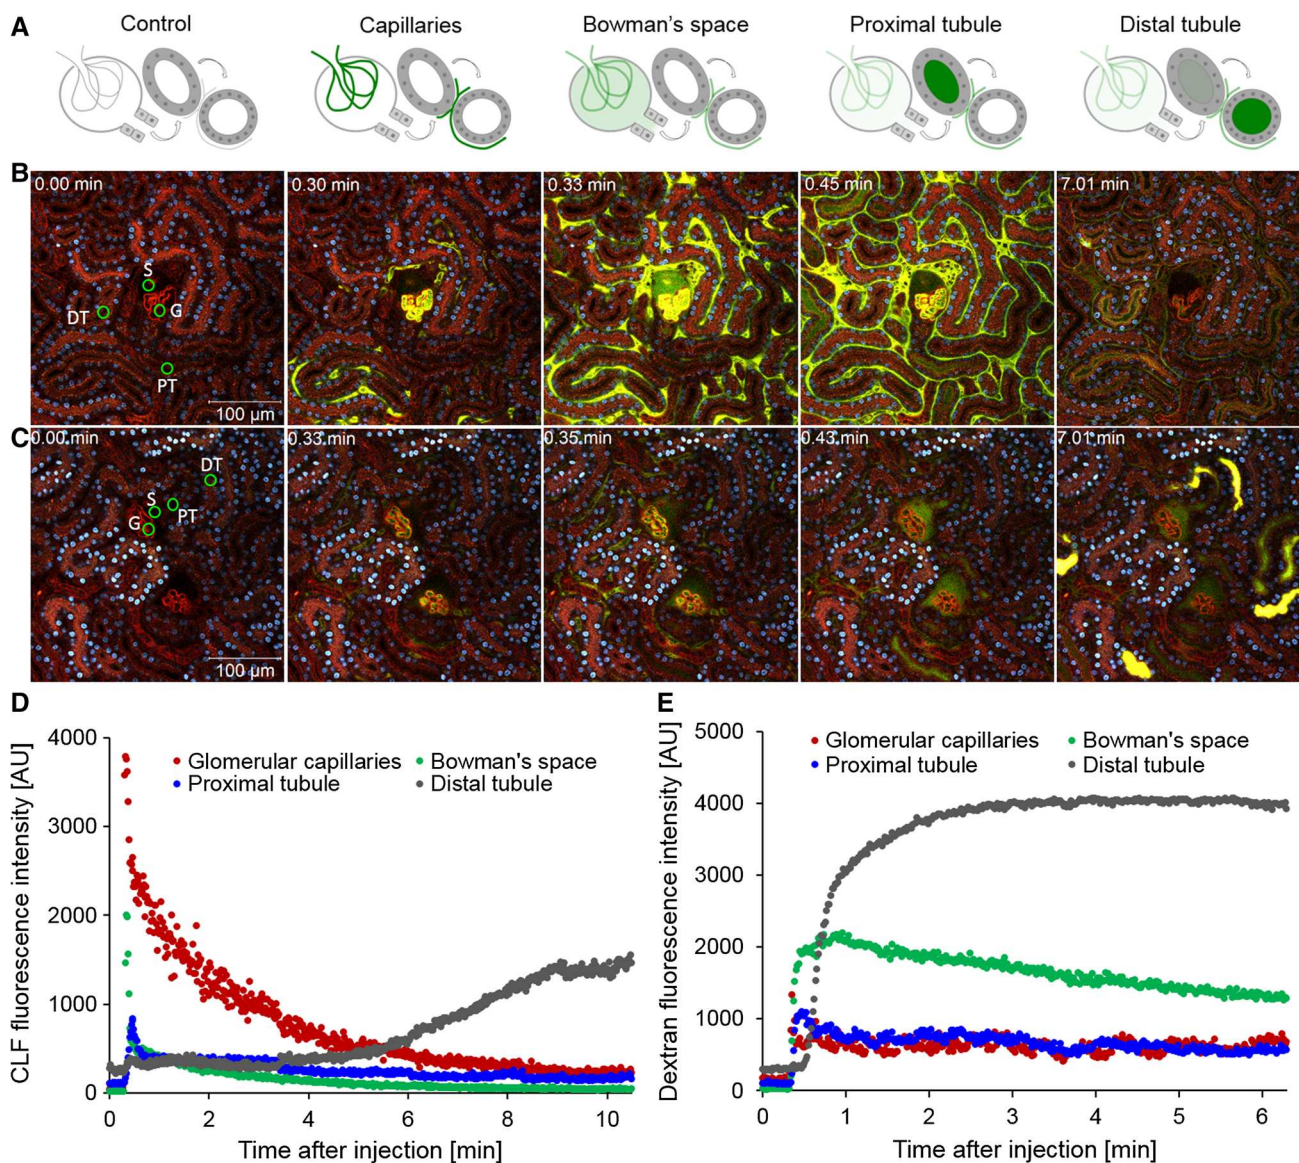 A
Control
Capillaries
Bowman's space
Proximal tubule
Distal tubule
B
0.00 min
0.30 min
0.33 min
0.45 min
7.01 min
S
DT
G
PT
100 µm
C
0.00 min
0.33 min
0.35 min
0.43 min
7.01 min
DT
S
PT
G
100 µm
D
CLF fluorescence intensity [AU]
4000
3000
2000
1000
0
Glomerular capillaries
Bowman's space
Proximal tubule
Distal tubule
0 2 4 6 8 10
Time after injection [min]
E
Dextran fluorescence intensity [AU]
5000
4000
3000
2000
1000
0
Glomerular capillaries
Bowman's space
Proximal tubule
Distal tubule
0 1 2 3 4 5 6
Time after injection [min]